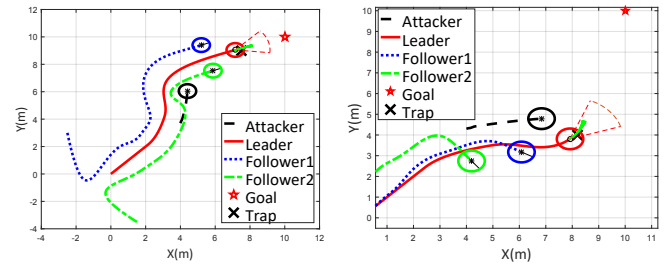 12
10
8
6
4
2
0
-2
-4
-4 -2 0 2 4 6 8 10 12
X(m)
Y(m)
Attacker
Leader
Follower1
Follower2
Goal
Trap
10
9
8
7
6
5
4
3
2
1
0
1 2 3 4 5 6 7 8 9 10 11
X(m)
Y(m)
Attacker
Leader
Follower1
Follower2
Goal
Trap